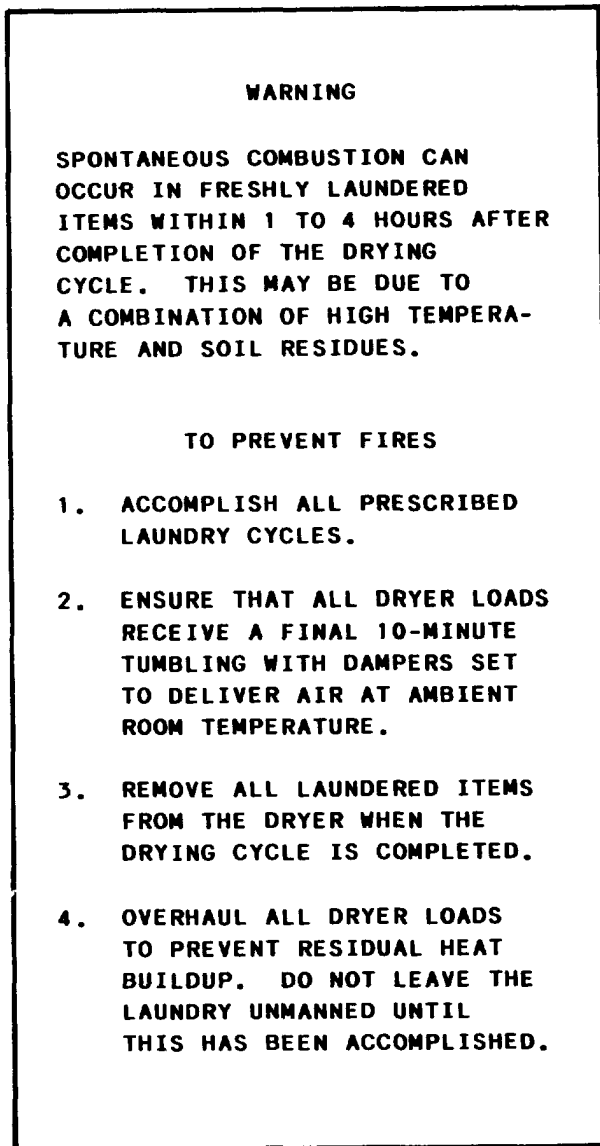 WARNING
SPONTANEOUS COMBUSTION CAN
OCCUR IN FRESHLY LAUNDERED
ITEMS WITHIN 1 TO 4 HOURS AFTER
COMPLETION OF THE DRYING
CYCLE. THIS MAY BE DUE TO
A COMBINATION OF HIGH TEMPERA-
TURE AND SOIL RESIDUES.
TO PREVENT FIRES
1. ACCOMPLISH ALL PRESCRIBED
LAUNDRY CYCLES.
2. ENSURE THAT ALL DRYER LOADS
RECEIVE A FINAL 10-MINUTE
TUMBLING WITH DAMPERS SET
TO DELIVER AIR AT AMBIENT
ROOM TEMPERATURE.
3. REMOVE ALL LAUNDERED ITEMS
FROM THE DRYER WHEN THE
DRYING CYCLE IS COMPLETED.
4. OVERHAUL ALL DRYER LOADS
TO PREVENT RESIDUAL HEAT
BUILDUP. DO NOT LEAVE THE
LAUNDRY UNMANNED UNTIL
THIS HAS BEEN ACCOMPLISHED.